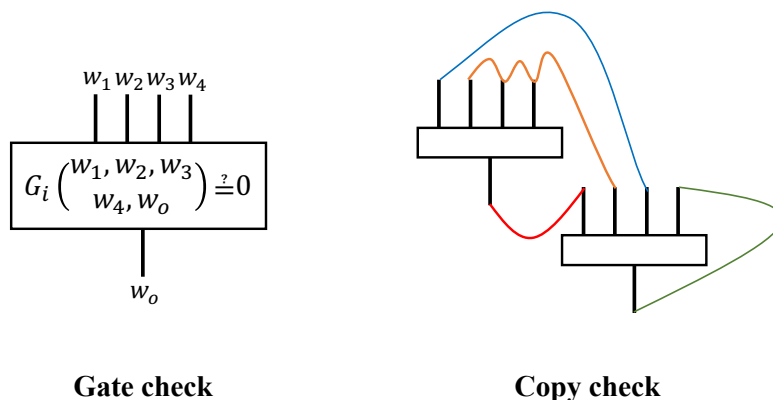 w₁ w₂ w₃ w₄
Gᵢ (w₁, w₂, w₃ w₄, wₒ) ≟ 0
wₒ
Gate check
Copy check